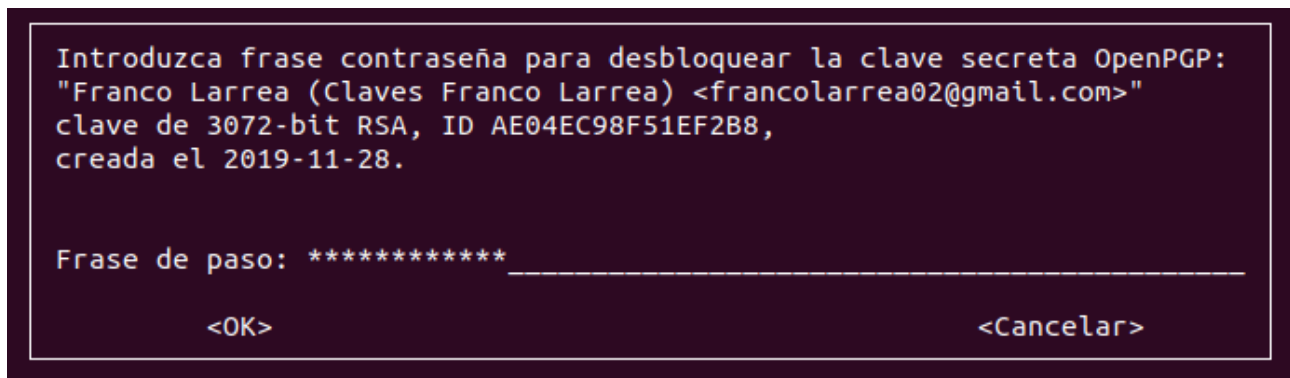 Introduzca frase contraseña para desbloquear la clave secreta OpenPGP:
"Franco Larrea (Claves Franco Larrea) <francolarrea02@gmail.com>"
clave de 3072-bit RSA, ID AE04EC98F51EF2B8,
creada el 2019-11-28.
Frase de paso: ************____________________________________________
<OK> <Cancelar>